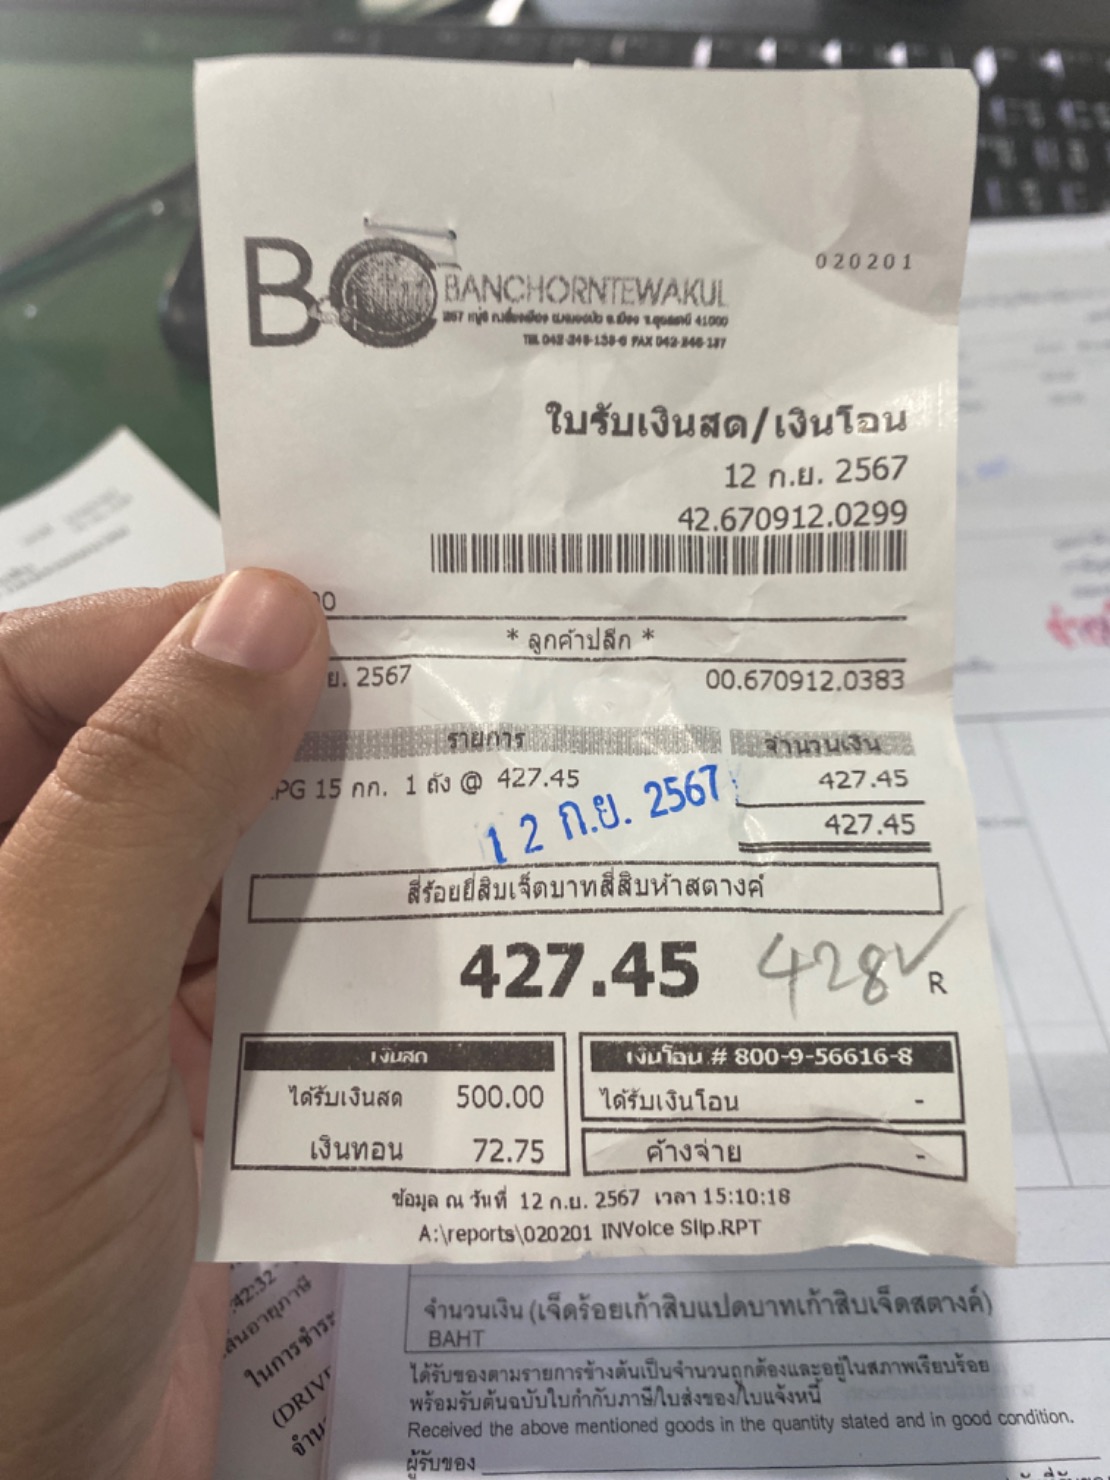 020201
BANCHORNTEWAKUL
ใบรับเงินสด/เงินโอน
12 ก.ย. 2567
42.670912.0299
* ลูกค้าปลีก *
ย. 2567 00.670912.0383
รายการ จำนวนเงิน
PG 15 กก. 1 ถัง @ 427.45 427.45
12 ก.ย. 2567
427.45
สี่ร้อยยี่สิบเจ็ดบาทสี่สิบห้าสตางค์
427.45 428 R
เงินสด เงินโอน # 800-9-56616-8
ได้รับเงินสด 500.00 ได้รับเงินโอน -
เงินทอน 72.75 ค้างจ่าย -
ข้อมูล ณ วันที่ 12 ก.ย. 2567 เวลา 15:10:18
A:\reports\020201 INVoice Slip.RPT
จำนวนเงิน (เจ็ดร้อยเก้าสิบแปดบาทเก้าสิบเจ็ดสตางค์)
BAHT
ได้รับของตามรายการข้างต้นเป็นจำนวนถูกต้องและอยู่ในสภาพเรียบร้อย
พร้อมรับต้นฉบับใบกำกับภาษี/ใบส่งของ/ใบแจ้งหนี้
Received the above mentioned goods in the quantity stated and in good condition.
ผู้รับของ